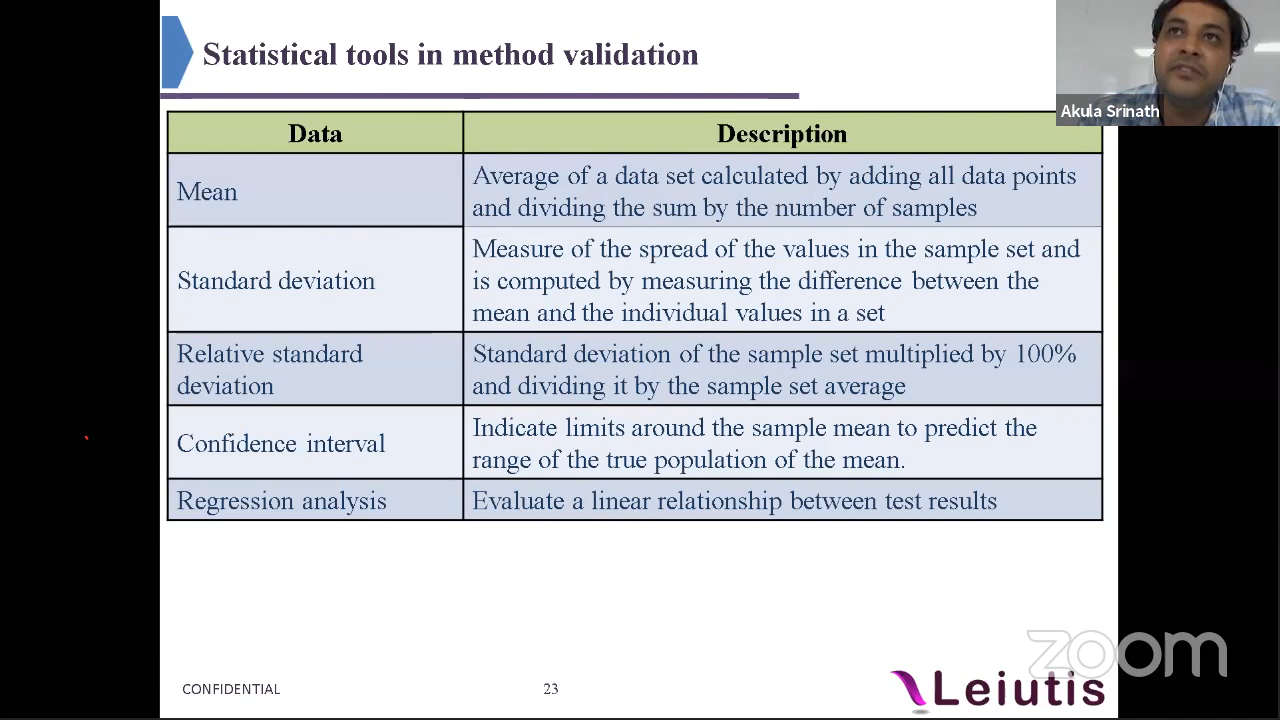 Statistical tools in method validation
Akula Srinath
Data
Description
Mean
Average of a data set calculated by adding all data points
and dividing the sum by the number of samples
Standard deviation
Measure of the spread of the values in the sample set and
is computed by measuring the difference between the
mean and the individual values in a set
Relative standard
deviation
Standard deviation of the sample set multiplied by 100%
and dividing it by the sample set average
Confidence interval
Indicate limits around the sample mean to predict the
range of the true population of the mean.
Regression analysis
Evaluate a linear relationship between test results
zoom
CONFIDENTIAL
23
Leiutis